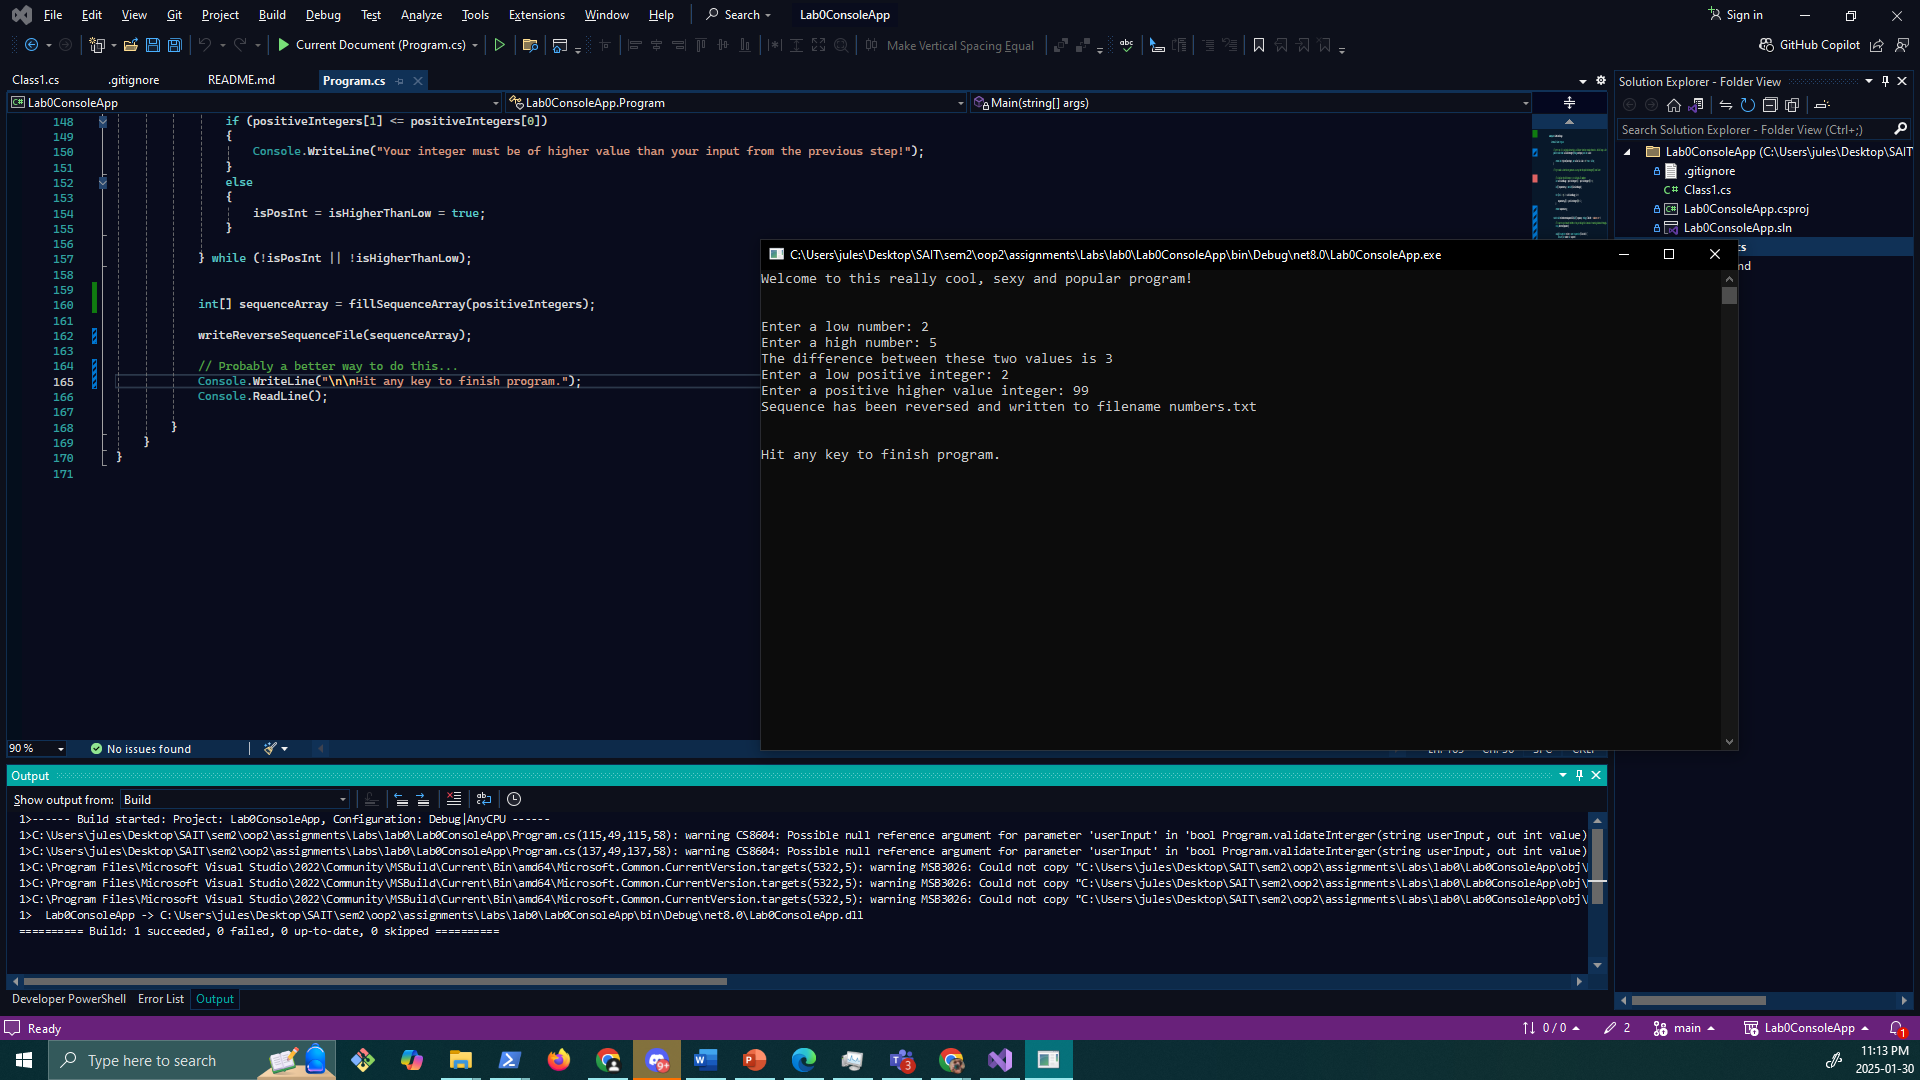 File Edit View Git Project Build Debug Test Analyze Tools Extensions Window Help Search Lab0ConsoleApp Sign in
Current Document (Program.cs) Make Vertical Spacing Equal GitHub Copilot
Class1.cs .gitignore README.md Program.cs
Lab0ConsoleApp Lab0ConsoleApp.Program Main(string[] args)
148 if (positiveIntegers[1] <= positiveIntegers[0])
149 {
150 Console.WriteLine("Your integer must be of higher value than your input from the previous step!");
151 }
152 else
153 {
154 isPosInt = isHigherThanLow = true;
155 }
156
157 } while (!isPosInt || !isHigherThanLow);
158
159
160 int[] sequenceArray = fillSequenceArray(positiveIntegers);
161
162 writeReverseSequenceFile(sequenceArray);
163
164 // Probably a better way to do this...
165 Console.WriteLine("\n\nHit any key to finish program.");
166 Console.ReadLine();
167
168 }
169 }
170 }
171
90 % No issues found
C:\Users\jules\Desktop\SAIT\sem2\oop2\assignments\Labs\lab0\Lab0ConsoleApp\bin\Debug\net8.0\Lab0ConsoleApp.exe
Welcome to this really cool, sexy and popular program!
Enter a low number: 2
Enter a high number: 5
The difference between these two values is 3
Enter a low positive integer: 2
Enter a positive higher value integer: 99
Sequence has been reversed and written to filename numbers.txt
Hit any key to finish program.
Solution Explorer - Folder View
Search Solution Explorer - Folder View (Ctrl+;)
Lab0ConsoleApp (C:\Users\jules\Desktop\SAIT
.gitignore
Class1.cs
Lab0ConsoleApp.csproj
Lab0ConsoleApp.sln
Output
Show output from: Build
1>------ Build started: Project: Lab0ConsoleApp, Configuration: Debug|AnyCPU ------
1>C:\Users\jules\Desktop\SAIT\sem2\oop2\assignments\Labs\lab0\Lab0ConsoleApp\Program.cs(115,49,115,58): warning CS8604: Possible null reference argument for parameter 'userInput' in 'bool Program.validateInterger(string userInput, out int value)
1>C:\Users\jules\Desktop\SAIT\sem2\oop2\assignments\Labs\lab0\Lab0ConsoleApp\Program.cs(137,49,137,58): warning CS8604: Possible null reference argument for parameter 'userInput' in 'bool Program.validateInterger(string userInput, out int value)
1>C:\Program Files\Microsoft Visual Studio\2022\Community\MSBuild\Current\Bin\amd64\Microsoft.Common.CurrentVersion.targets(5322,5): warning MSB3026: Could not copy "C:\Users\jules\Desktop\SAIT\sem2\oop2\assignments\Labs\lab0\Lab0ConsoleApp\obj\
1>C:\Program Files\Microsoft Visual Studio\2022\Community\MSBuild\Current\Bin\amd64\Microsoft.Common.CurrentVersion.targets(5322,5): warning MSB3026: Could not copy "C:\Users\jules\Desktop\SAIT\sem2\oop2\assignments\Labs\lab0\Lab0ConsoleApp\obj\
1>C:\Program Files\Microsoft Visual Studio\2022\Community\MSBuild\Current\Bin\amd64\Microsoft.Common.CurrentVersion.targets(5322,5): warning MSB3026: Could not copy "C:\Users\jules\Desktop\SAIT\sem2\oop2\assignments\Labs\lab0\Lab0ConsoleApp\obj\
1> Lab0ConsoleApp -> C:\Users\jules\Desktop\SAIT\sem2\oop2\assignments\Labs\lab0\Lab0ConsoleApp\bin\Debug\net8.0\Lab0ConsoleApp.dll
========== Build: 1 succeeded, 0 failed, 0 up-to-date, 0 skipped ==========
Developer PowerShell Error List Output
Ready 0 / 0 2 main Lab0ConsoleApp 1
Type here to search 9+ 3 11:13 PM
2025-01-30